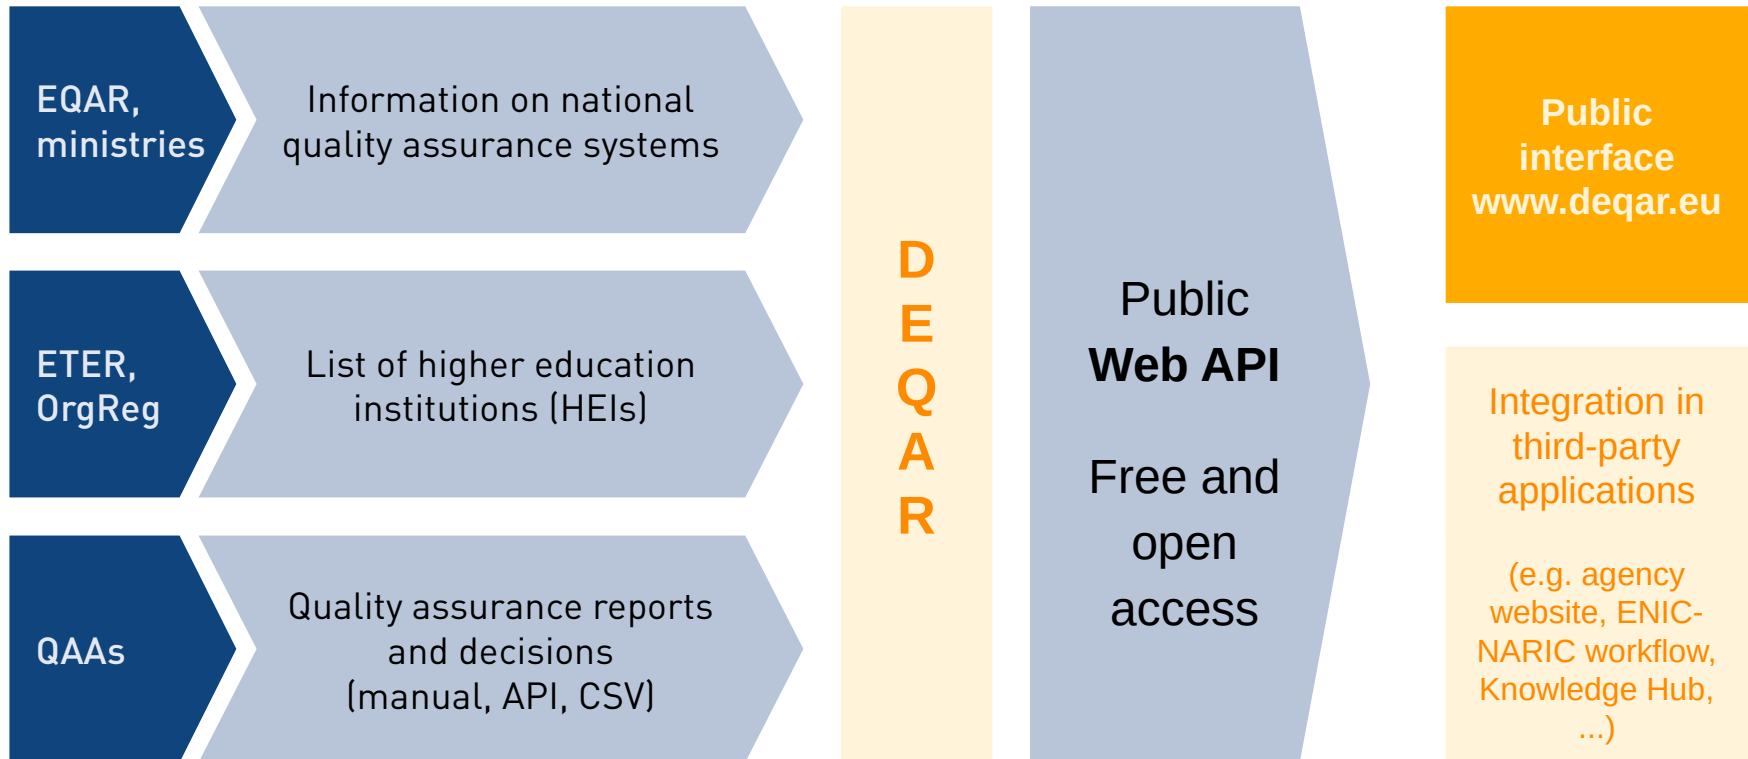 EQAR,
ministries
Information on national
quality assurance systems
ETER,
OrgReg
List of higher education
institutions (HEIs)
QAAs
Quality assurance reports
and decisions
(manual, API, CSV)
D
E
Q
A
R
Public
Web API
Free and
open
access
Public
interface
www.deqar.eu
Integration in
third-party
applications
(e.g. agency
website, ENIC-
NARIC workflow,
Knowledge Hub,
...)